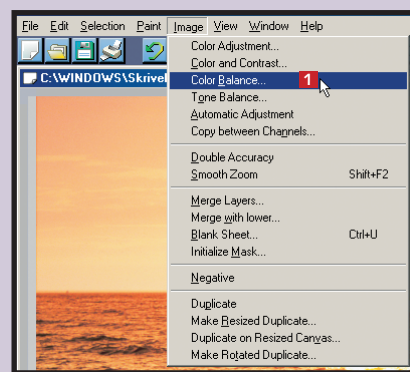 File Edit Selection Paint Image View Window Help
C:\WINDOWS\Skrive
Color Adjustment...
Color and Contrast...
Color Balance... 1
Tone Balance...
Automatic Adjustment
Copy between Channels...
Double Accuracy
Smooth Zoom Shift+F2
Merge Layers...
Merge with lower...
Blank Sheet... Ctrl+U
Initialize Mask...
Negative
Duplicate
Make Resized Duplicate...
Duplicate on Resized Canvas...
Make Rotated Duplicate...